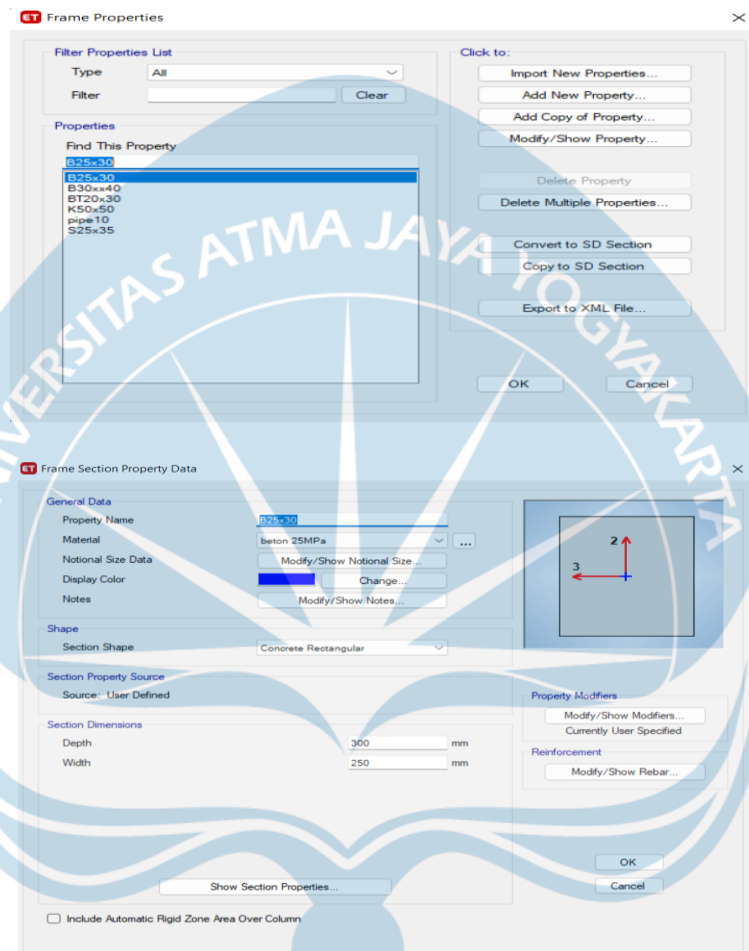 ET Frame Properties
Filter Properties List
Type All
Filter Clear
Properties
Find This Property
B25x30
B25x30
B30xx40
BT20x30
K50x50
pipe10
S25x35
Click to:
Import New Properties...
Add New Property...
Add Copy of Property...
Modify/Show Property...
Delete Property
Delete Multiple Properties...
Convert to SD Section
Copy to SD Section
Export to XML File...
OK Cancel
UNIVERSITAS ATMA JAYA YOGYAKARTA
ET Frame Section Property Data
General Data
Property Name B25x30
Material beton 25MPa ...
Notional Size Data Modify/Show Notional Size...
Display Color Change...
Notes Modify/Show Notes...
Shape
Section Shape Concrete Rectangular
Section Property Source
Source: User Defined
Section Dimensions
Depth 300 mm
Width 250 mm
Show Section Properties...
Include Automatic Rigid Zone Area Over Column
2
3
Property Modifiers
Modify/Show Modifiers...
Currently User Specified
Reinforcement
Modify/Show Rebar...
OK
Cancel